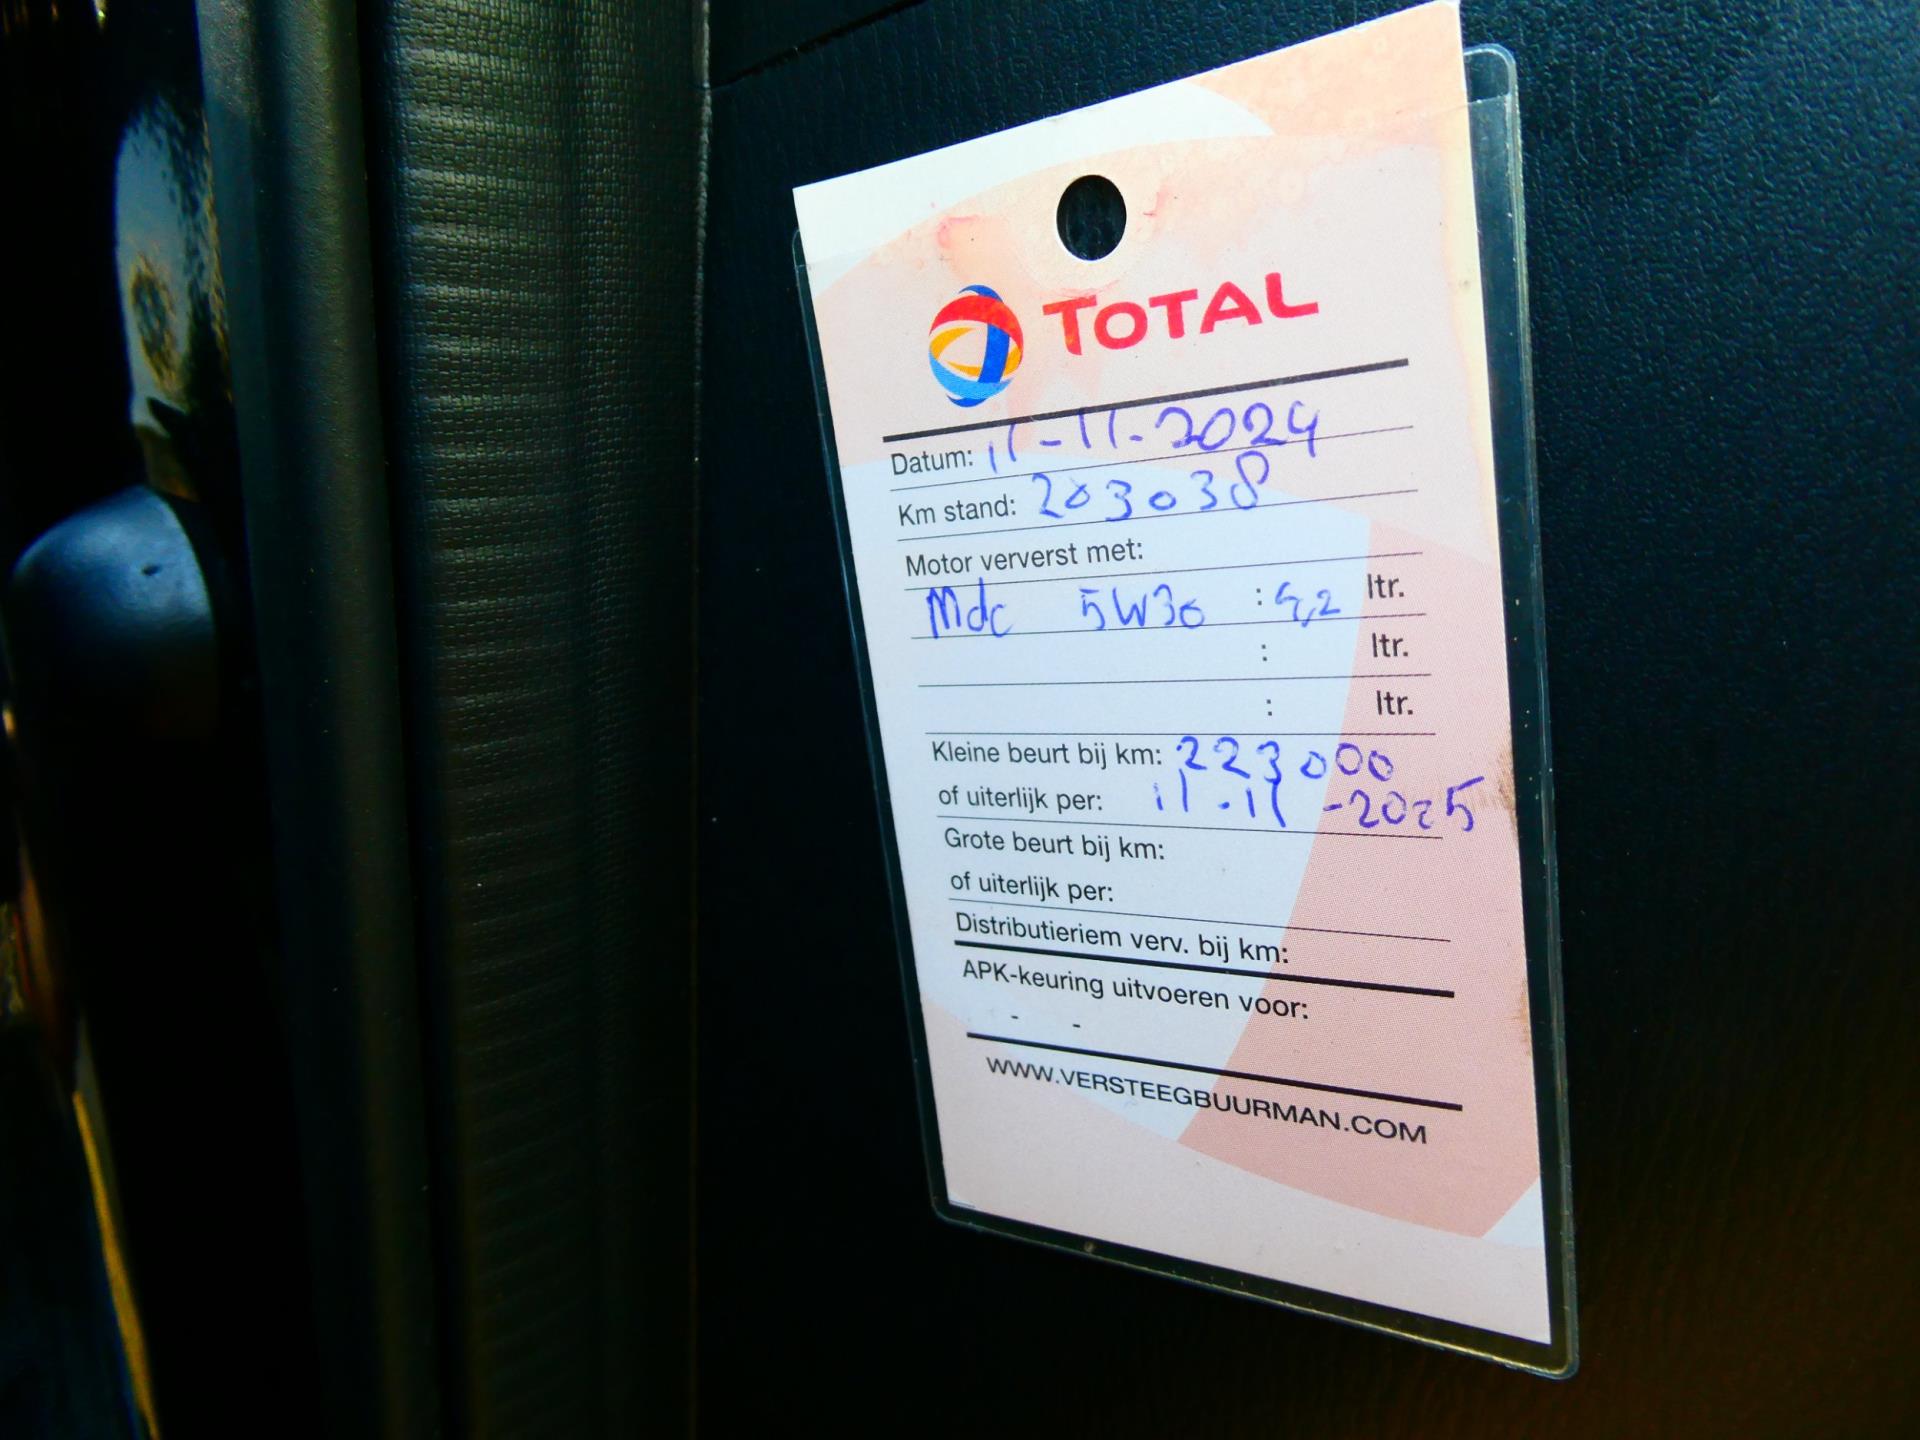 TOTAL
Datum: 11-11-2024
Km stand: 203038
Motor ververst met:
Mdc 5W30 : 4,2 ltr.
: ltr.
: ltr.
Kleine beurt bij km: 223000
of uiterlijk per: 11-11-2025
Grote beurt bij km:
of uiterlijk per:
Distributieriem verv. bij km:
APK-keuring uitvoeren voor:
- -
WWW.VERSTEEGBUURMAN.COM